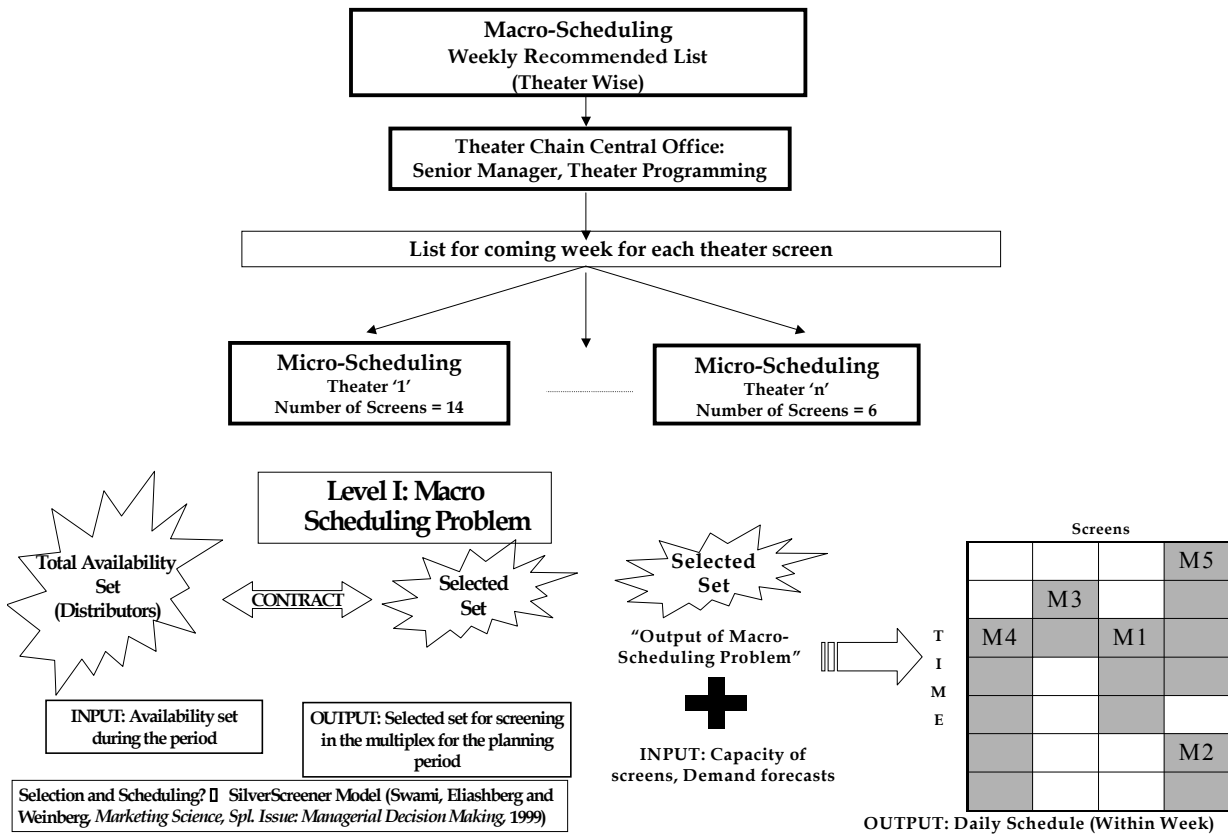 Macro-Scheduling
Weekly Recommended List
(Theater Wise)
Theater Chain Central Office:
Senior Manager, Theater Programming
List for coming week for each theater screen
Micro-Scheduling
Theater ‘1’
Number of Screens = 14
Micro-Scheduling
Theater ‘n’
Number of Screens = 6
Level I: Macro
Scheduling Problem
Total Availability
Set
(Distributors)
CONTRACT
Selected
Set
INPUT: Availability set
during the period
OUTPUT: Selected set for screening
in the multiplex for the planning
period
Selection and Scheduling? ▯ SilverScreener Model (Swami, Eliashberg and
Weinberg, Marketing Science, Spl. Issue: Managerial Decision Making, 1999)
Selected
Set
“Output of Macro-
Scheduling Problem”
INPUT: Capacity of
screens, Demand forecasts
Screens
T
I
M
E
M5
M3
M4 M1
M2
OUTPUT: Daily Schedule (Within Week)